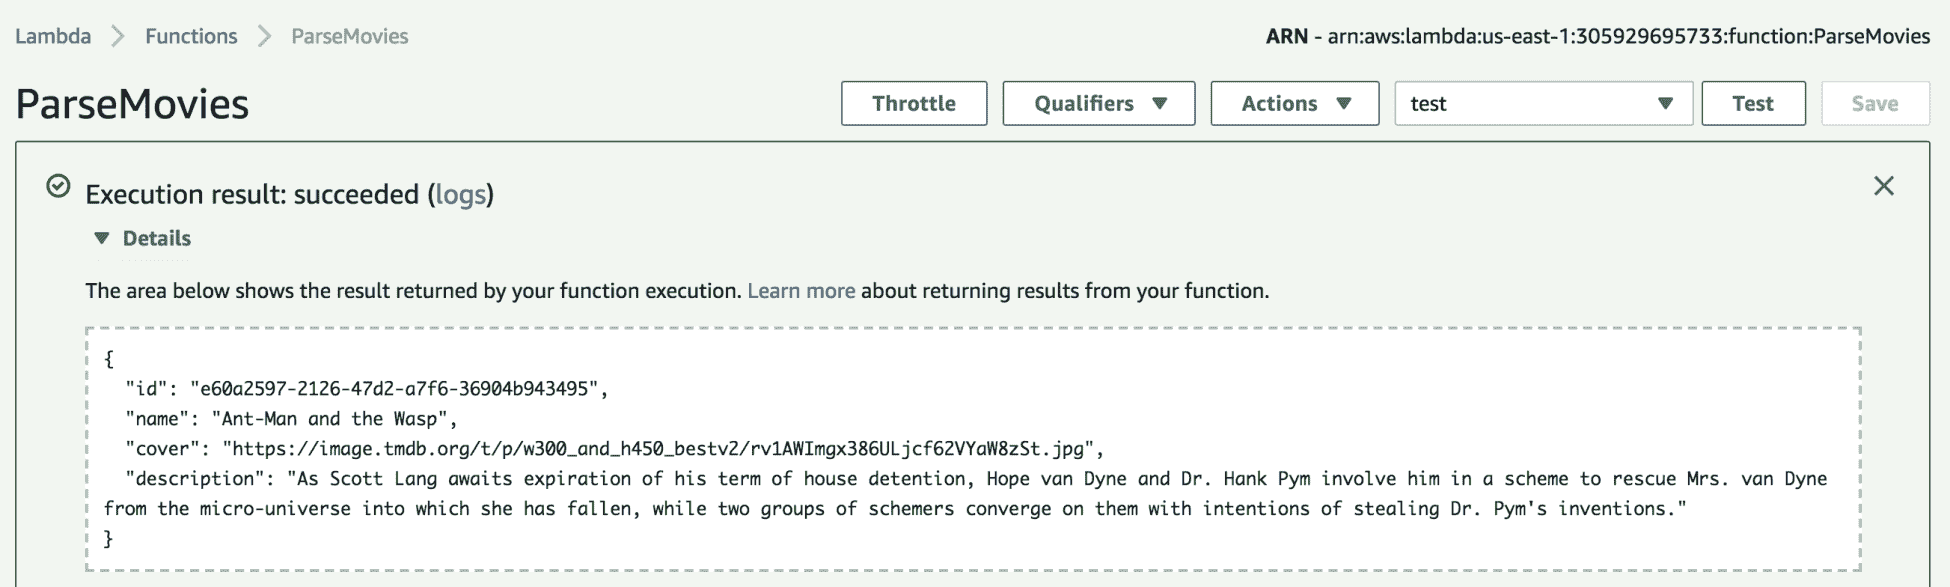 Lambda > Functions > ParseMovies
ARN - arn:aws:lambda:us-east-1:305929695733:function:ParseMovies
ParseMovies
Throttle Qualifiers Actions test Test Save
Execution result: succeeded (logs)
Details
The area below shows the result returned by your function execution. Learn more about returning results from your function.
{
"id": "e60a2597-2126-47d2-a7f6-36904b943495",
"name": "Ant-Man and the Wasp",
"cover": "https://image.tmdb.org/t/p/w300_and_h450_bestv2/rv1AWImgx386ULjcf62VYaW8zSt.jpg",
"description": "As Scott Lang awaits expiration of his term of house detention, Hope van Dyne and Dr. Hank Pym involve him in a scheme to rescue Mrs. van Dyne
from the micro-universe into which she has fallen, while two groups of schemers converge on them with intentions of stealing Dr. Pym's inventions."
}